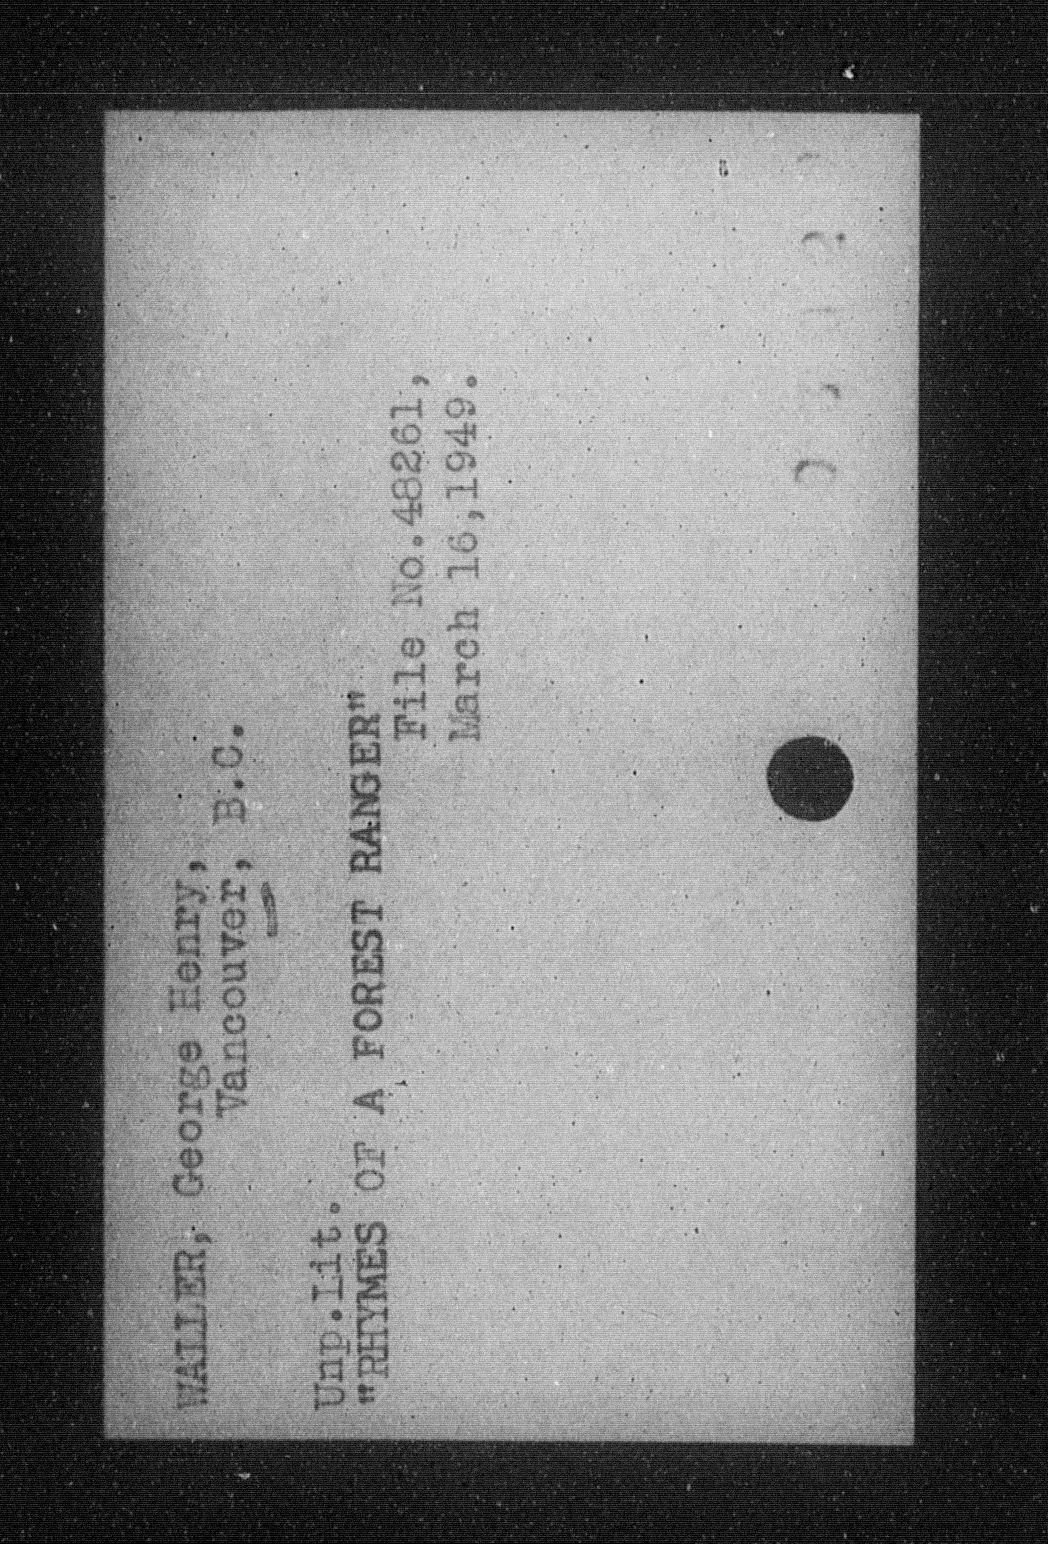 WALLER, George Henry,
Vancouver, B.C.
Unp.Lit.
"RHYMES OF A FOREST RANGER"
File No.48261,
March 16,1949.